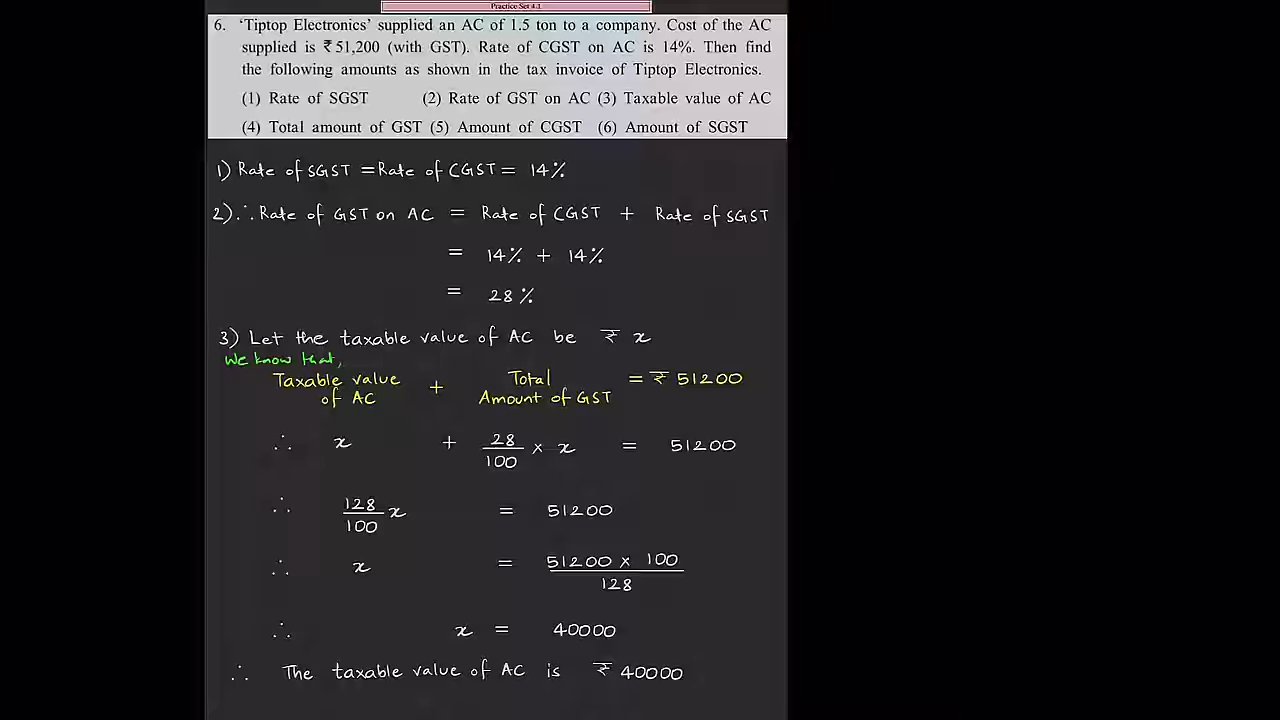 Practice Set 4.1
6. ‘Tiptop Electronics’ supplied an AC of 1.5 ton to a company. Cost of the AC
supplied is ₹ 51,200 (with GST). Rate of CGST on AC is 14%. Then find
the following amounts as shown in the tax invoice of Tiptop Electronics.
(1) Rate of SGST (2) Rate of GST on AC (3) Taxable value of AC
(4) Total amount of GST (5) Amount of CGST (6) Amount of SGST
1) Rate of SGST = Rate of CGST = 14%
2) ∴ Rate of GST on AC = Rate of CGST + Rate of SGST
= 14% + 14%
= 28%
3) Let the taxable value of AC be ₹ x
We know that,
Taxable value of AC + Total Amount of GST = ₹ 51200
∴ x + 28/100 × x = 51200
∴ 128/100 x = 51200
∴ x = 51200 × 100 / 128
∴ x = 40000
∴ The taxable value of AC is ₹ 40000